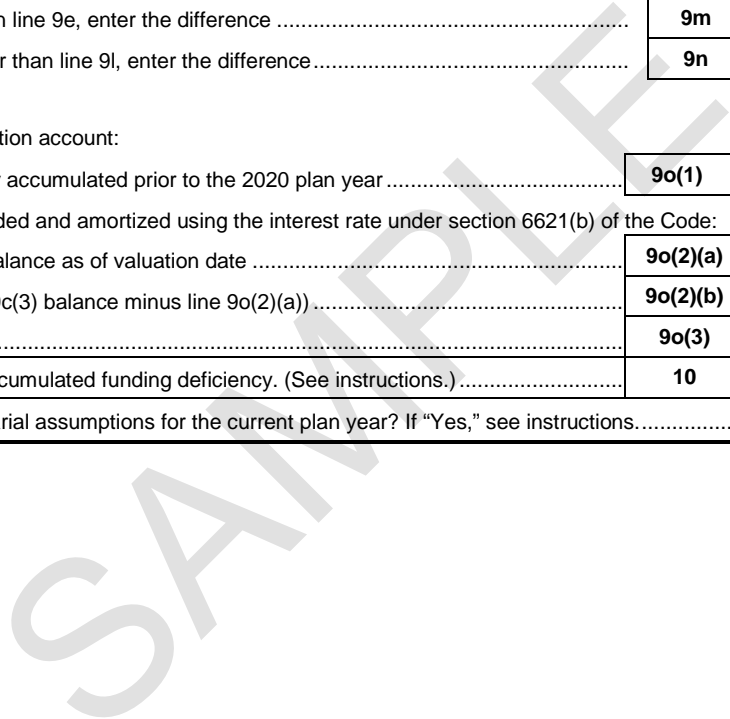 n line 9e, enter the difference ................................................................ 9m
r than line 9l, enter the difference......................................................... 9n
tion account:
r accumulated prior to the 2020 plan year ........................................... 9o(1)
ded and amortized using the interest rate under section 6621(b) of the Code:
alance as of valuation date ................................................................... 9o(2)(a)
c(3) balance minus line 9o(2)(a)) ........................................................ 9o(2)(b)
................................................................................................................. 9o(3)
cumulated funding deficiency. (See instructions.) ............................. 10
rial assumptions for the current plan year? If “Yes,” see instructions. ...............
SAMPLE